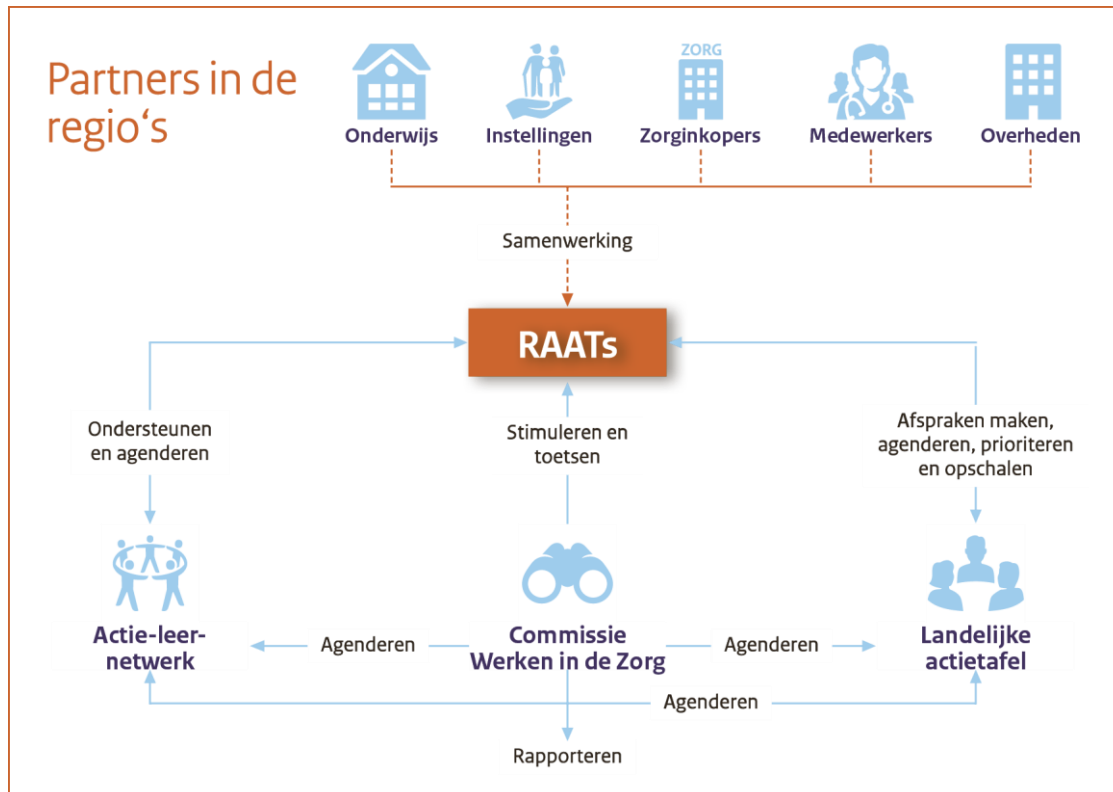 Partners in de
regio‘s
ZORG
Onderwijs
Instellingen
Zorginkopers
Medewerkers
Overheden
Samenwerking
RAATs
Ondersteunen
en agenderen
Stimuleren en
toetsen
Afspraken maken,
agenderen, prioriteren
en opschalen
Actie-leer-
netwerk
Agenderen
Commissie
Werken in de Zorg
Agenderen
Landelijke
actietafel
Agenderen
Rapporteren